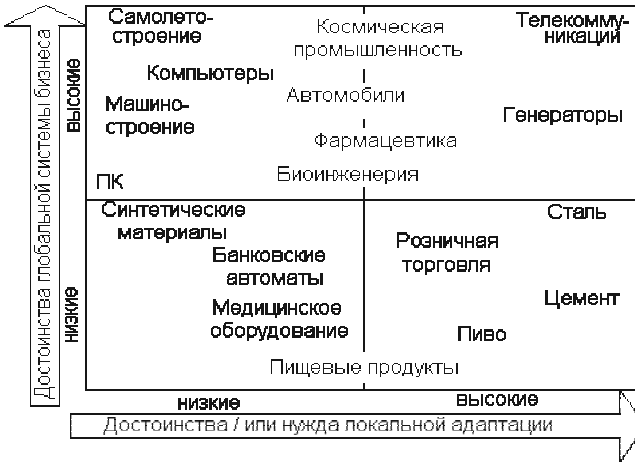 Достоинства глобальной системы бизнеса
высокие
низкие
Самолето-
строение
Космическая
промышленность
Телекомму-
никации
Компьютеры
Автомобили
Машино-
строение
Генераторы
Фармацевтика
Биоинженерия
ПК
Синтетические
материалы
Сталь
Розничная
торговля
Банковские
автоматы
Цемент
Медицинское
оборудование
Пиво
Пищевые продукты
низкие
высокие
Достоинства / или нужда локальной адаптации